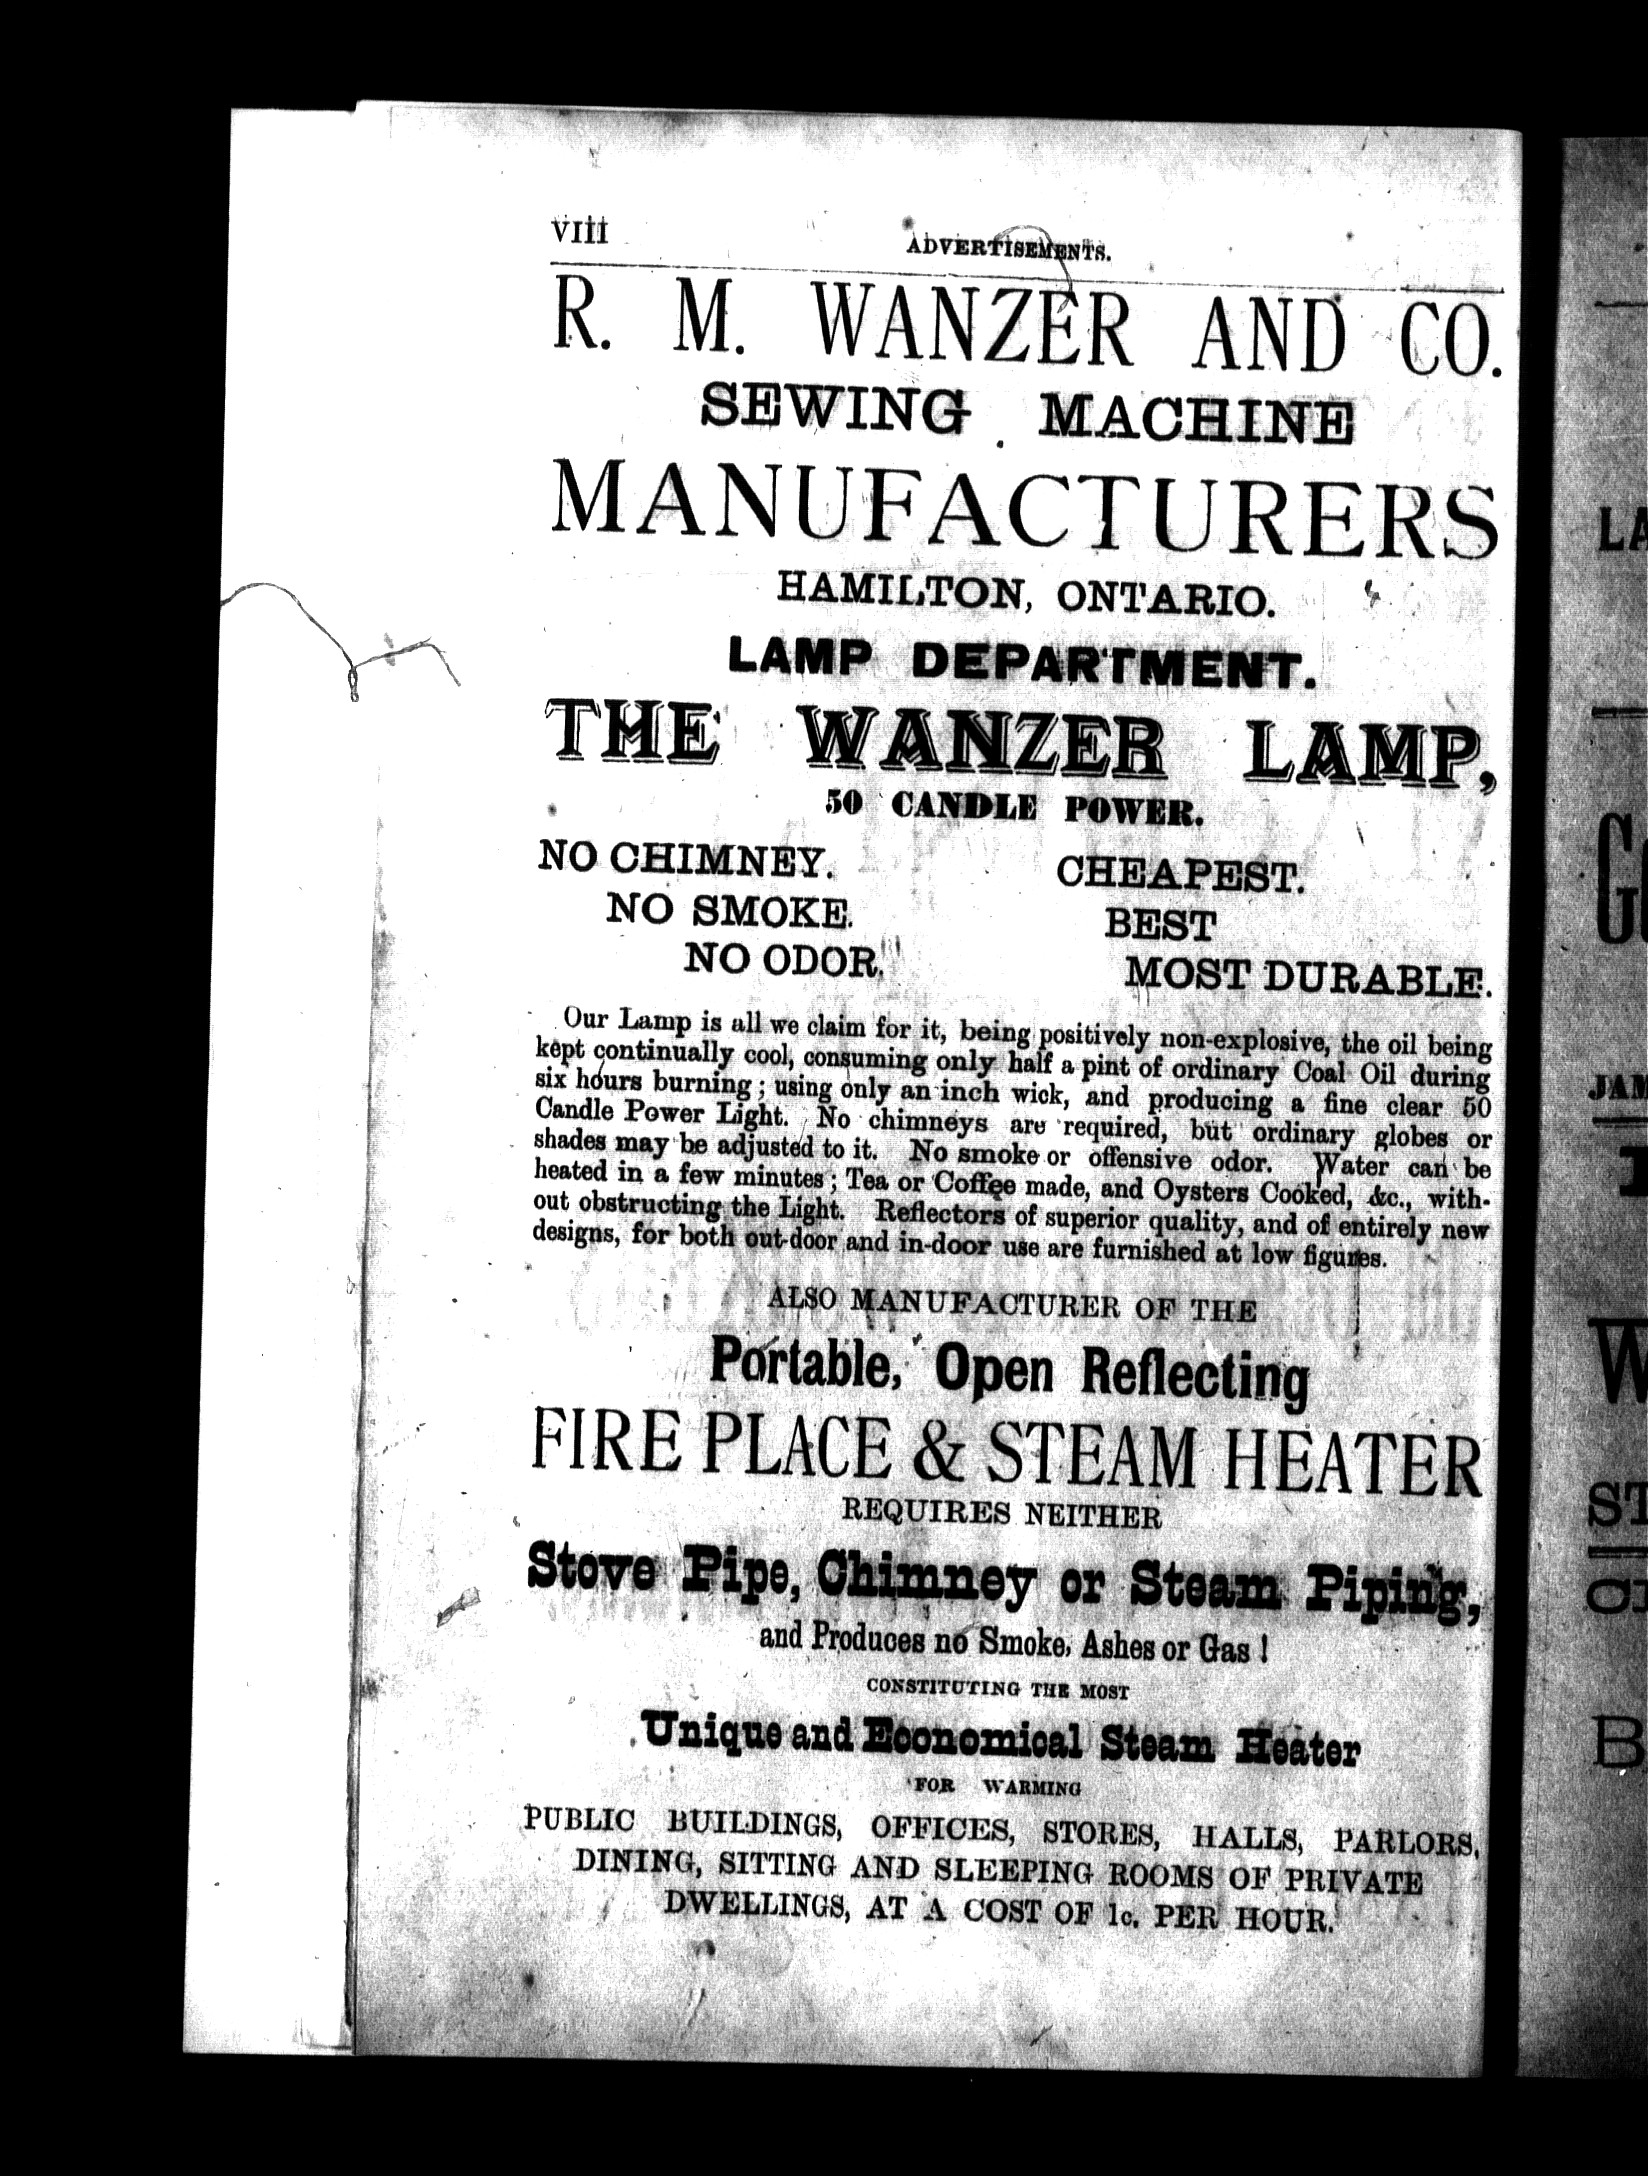 viii
ADVERTISEMENTS.
R. M. WANZER AND CO.
SEWING MACHINE
MANUFACTURERS
HAMILTON, ONTARIO.
LAMP DEPARTMENT.
THE WANZER LAMP,
50 CANDLE POWER.
NO CHIMNEY.
NO SMOKE.
NO ODOR.
CHEAPEST.
BEST
MOST DURABLE.
Our Lamp is all we claim for it, being positively non-explosive, the oil being
kept continually cool, consuming only half a pint of ordinary Coal Oil during
six hours burning; using only an inch wick, and producing a fine clear 50
Candle Power Light. No chimneys are required, but ordinary globes or
shades may be adjusted to it. No smoke or offensive odor. Water can be
heated in a few minutes; Tea or Coffee made, and Oysters Cooked, &c., with-
out obstructing the Light. Reflectors of superior quality, and of entirely new
designs, for both out-door and in-door use are furnished at low figures.
ALSO MANUFACTURER OF THE
Portable, Open Reflecting
FIRE PLACE & STEAM HEATER
REQUIRES NEITHER
Stove Pipe, Chimney or Steam Piping,
and Produces no Smoke, Ashes or Gas!
CONSTITUTING THE MOST
Unique and Economical Steam Heater
FOR WARMING
PUBLIC BUILDINGS, OFFICES, STORES, HALLS, PARLORS,
DINING, SITTING AND SLEEPING ROOMS OF PRIVATE
DWELLINGS, AT A COST OF 1c. PER HOUR.